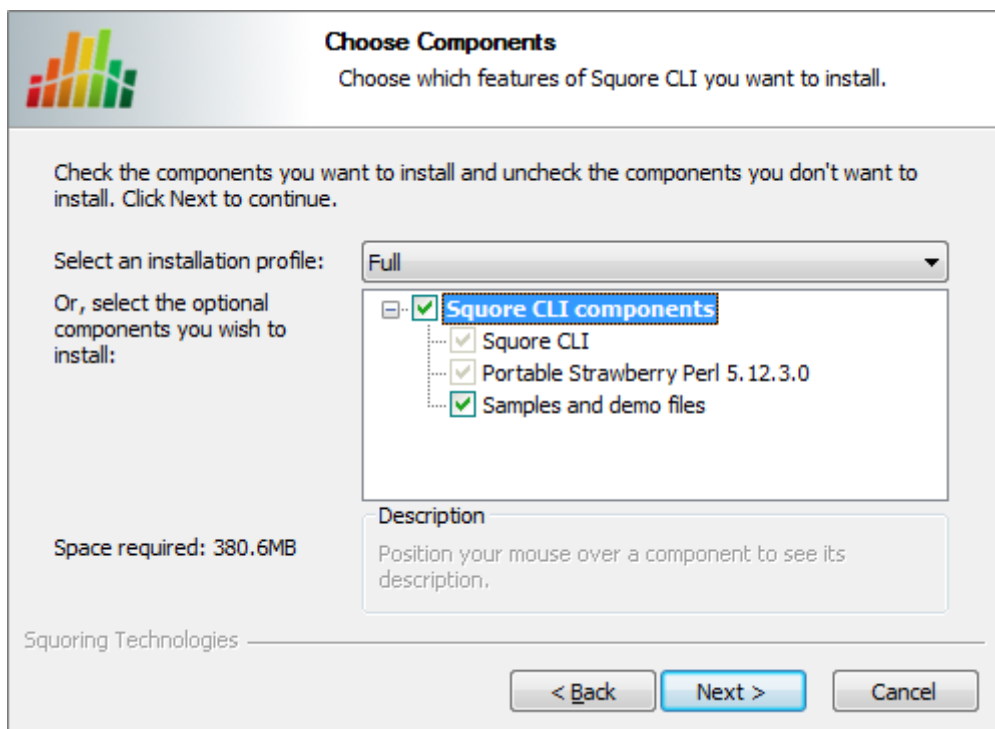 Choose Components
Choose which features of Squore CLI you want to install.
Check the components you want to install and uncheck the components you don't want to
install. Click Next to continue.
Select an installation profile:
Full
Or, select the optional
components you wish to
install:
Squore CLI components
Squore CLI
Portable Strawberry Perl 5.12.3.0
Samples and demo files
Space required: 380.6MB
Description
Position your mouse over a component to see its
description.
Squoring Technologies
< Back
Next >
Cancel